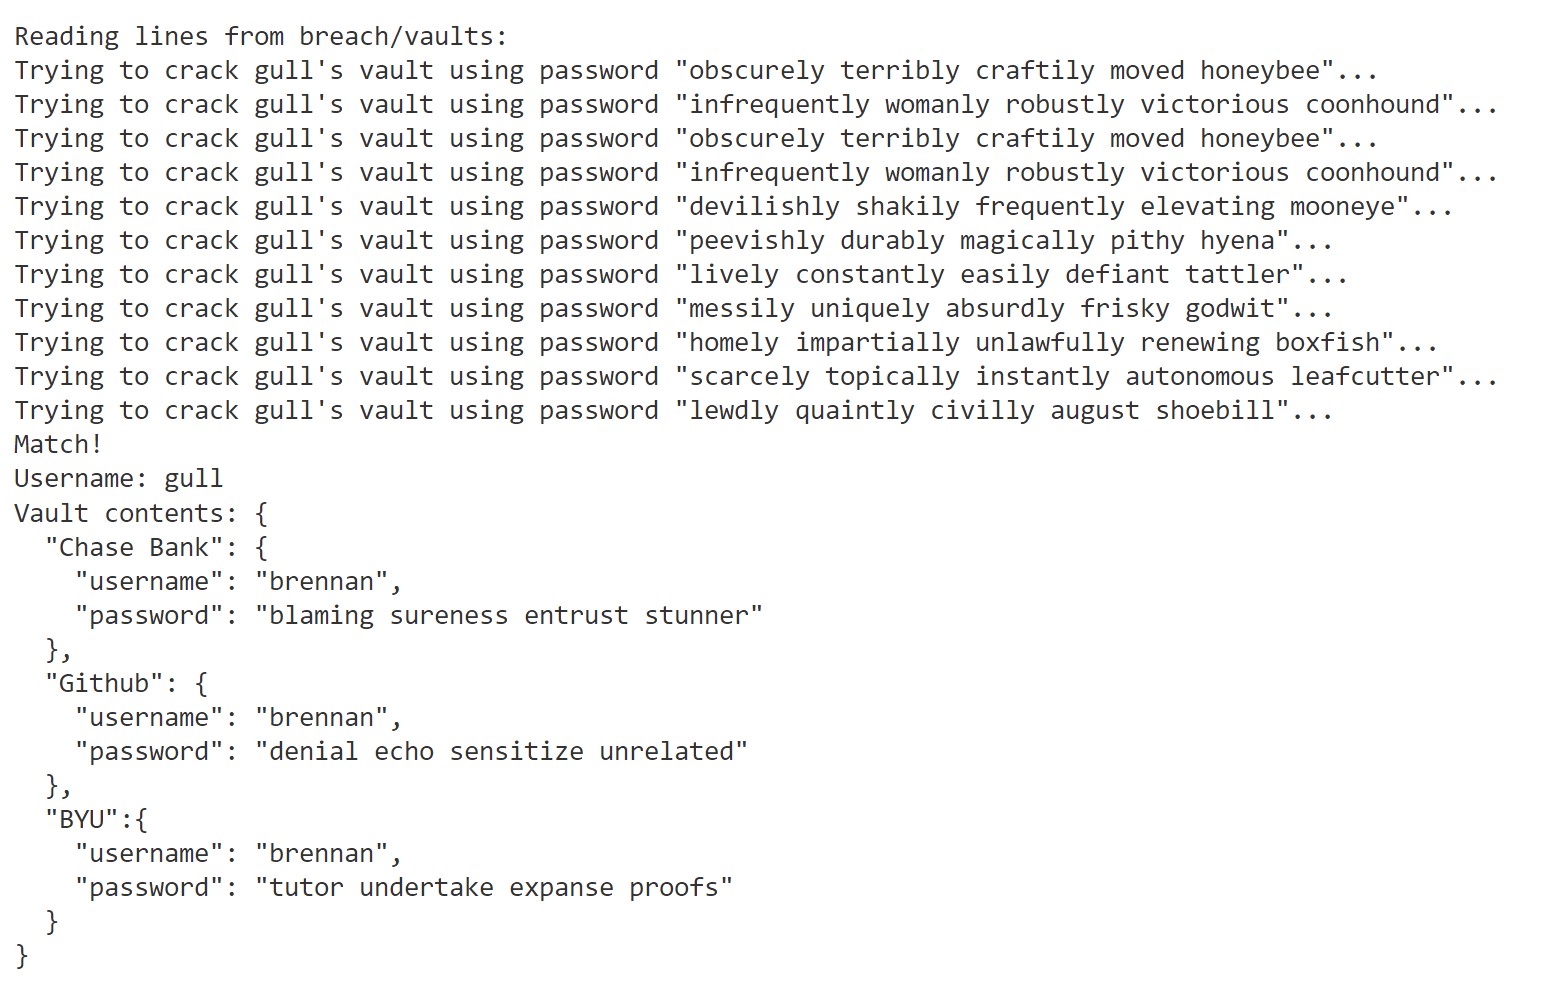 Reading lines from breach/vaults:
Trying to crack gull's vault using password "obscurely terribly craftily moved honeybee"...
Trying to crack gull's vault using password "infrequently womanly robustly victorious coonhound"...
Trying to crack gull's vault using password "obscurely terribly craftily moved honeybee"...
Trying to crack gull's vault using password "infrequently womanly robustly victorious coonhound"...
Trying to crack gull's vault using password "devilishly shakily frequently elevating mooneye"...
Trying to crack gull's vault using password "peevishly durably magically pithy hyena"...
Trying to crack gull's vault using password "lively constantly easily defiant tattler"...
Trying to crack gull's vault using password "messily uniquely absurdly frisky godwit"...
Trying to crack gull's vault using password "homely impartially unlawfully renewing boxfish"...
Trying to crack gull's vault using password "scarcely topically instantly autonomous leafcutter"...
Trying to crack gull's vault using password "lewdly quaintly civilly august shoebill"...
Match!
Username: gull
Vault contents: {
  "Chase Bank": {
    "username": "brennan",
    "password": "blaming sureness entrust stunner"
  },
  "Github": {
    "username": "brennan",
    "password": "denial echo sensitize unrelated"
  },
  "BYU":{
    "username": "brennan",
    "password": "tutor undertake expanse proofs"
  }
}